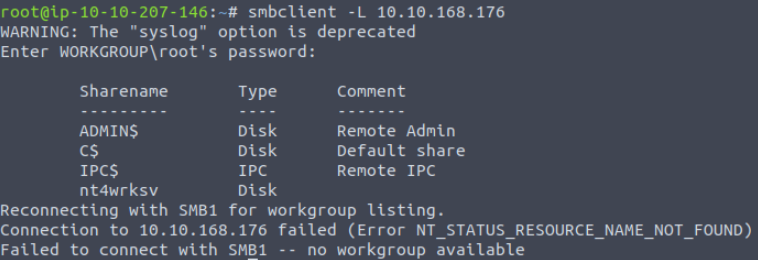 root@ip-10-10-207-146:~# smbclient -L 10.10.168.176
WARNING: The "syslog" option is deprecated
Enter WORKGROUP\root's password:
Sharename Type Comment
--------- ---- -------
ADMIN$ Disk Remote Admin
C$ Disk Default share
IPC$ IPC Remote IPC
nt4wrksv Disk
Reconnecting with SMB1 for workgroup listing.
Connection to 10.10.168.176 failed (Error NT_STATUS_RESOURCE_NAME_NOT_FOUND)
Failed to connect with SMB1 -- no workgroup available